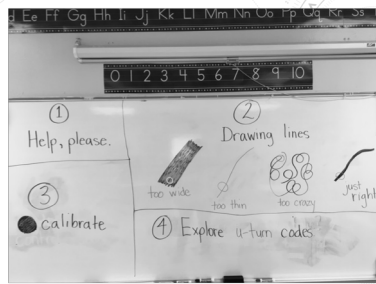 Ee Ff Gg Hh Ii Jj Kk Ll Mm Nn Oo Pp Qq Rr
0 1 2 3 4 5 6 7 8 9 10
1
Help, please.
2
Drawing lines
too wide
too thin
too crazy
just right
3
calibrate
4 Explore u-turn codes